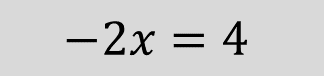 −2x = 4